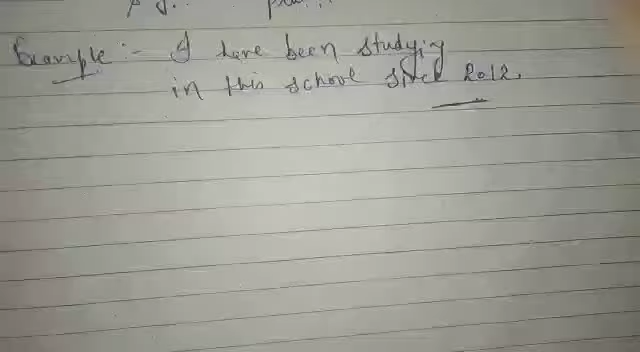 Example :- I have been studying
in this school since 2012.